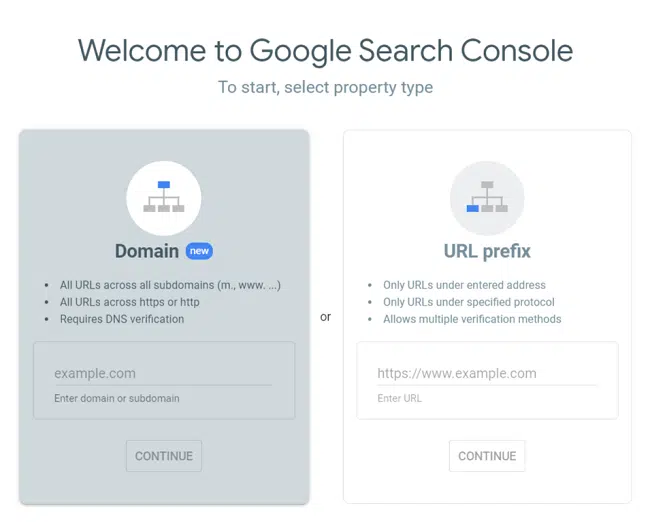 Welcome to Google Search Console
To start, select property type
Domain new
• All URLs across all subdomains (m., www. ...)
• All URLs across https or http
• Requires DNS verification
example.com
Enter domain or subdomain
CONTINUE
or
URL prefix
• Only URLs under entered address
• Only URLs under specified protocol
• Allows multiple verification methods
https://www.example.com
Enter URL
CONTINUE